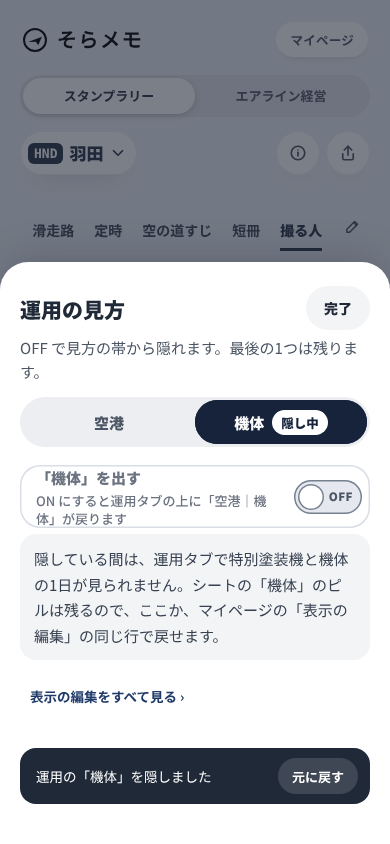 そらメモ
マイページ
スタンプラリー
エアライン経営
HND 羽田
滑走路 定時 空の道すじ 短冊 撮る人
運用の見方
完了
OFF で見方の帯から隠れます。最後の1つは残りま
す。
空港
機体 隠し中
「機体」を出す
ON にすると運用タブの上に「空港｜機
体」が戻ります
OFF
隠している間は、運用タブで特別塗装機と機体
の1日が見られません。シートの「機体」のピ
ルは残るので、ここか、マイページの「表示の
編集」の同じ行で戻せます。
表示の編集をすべて見る ›
運用の「機体」を隠しました
元に戻す